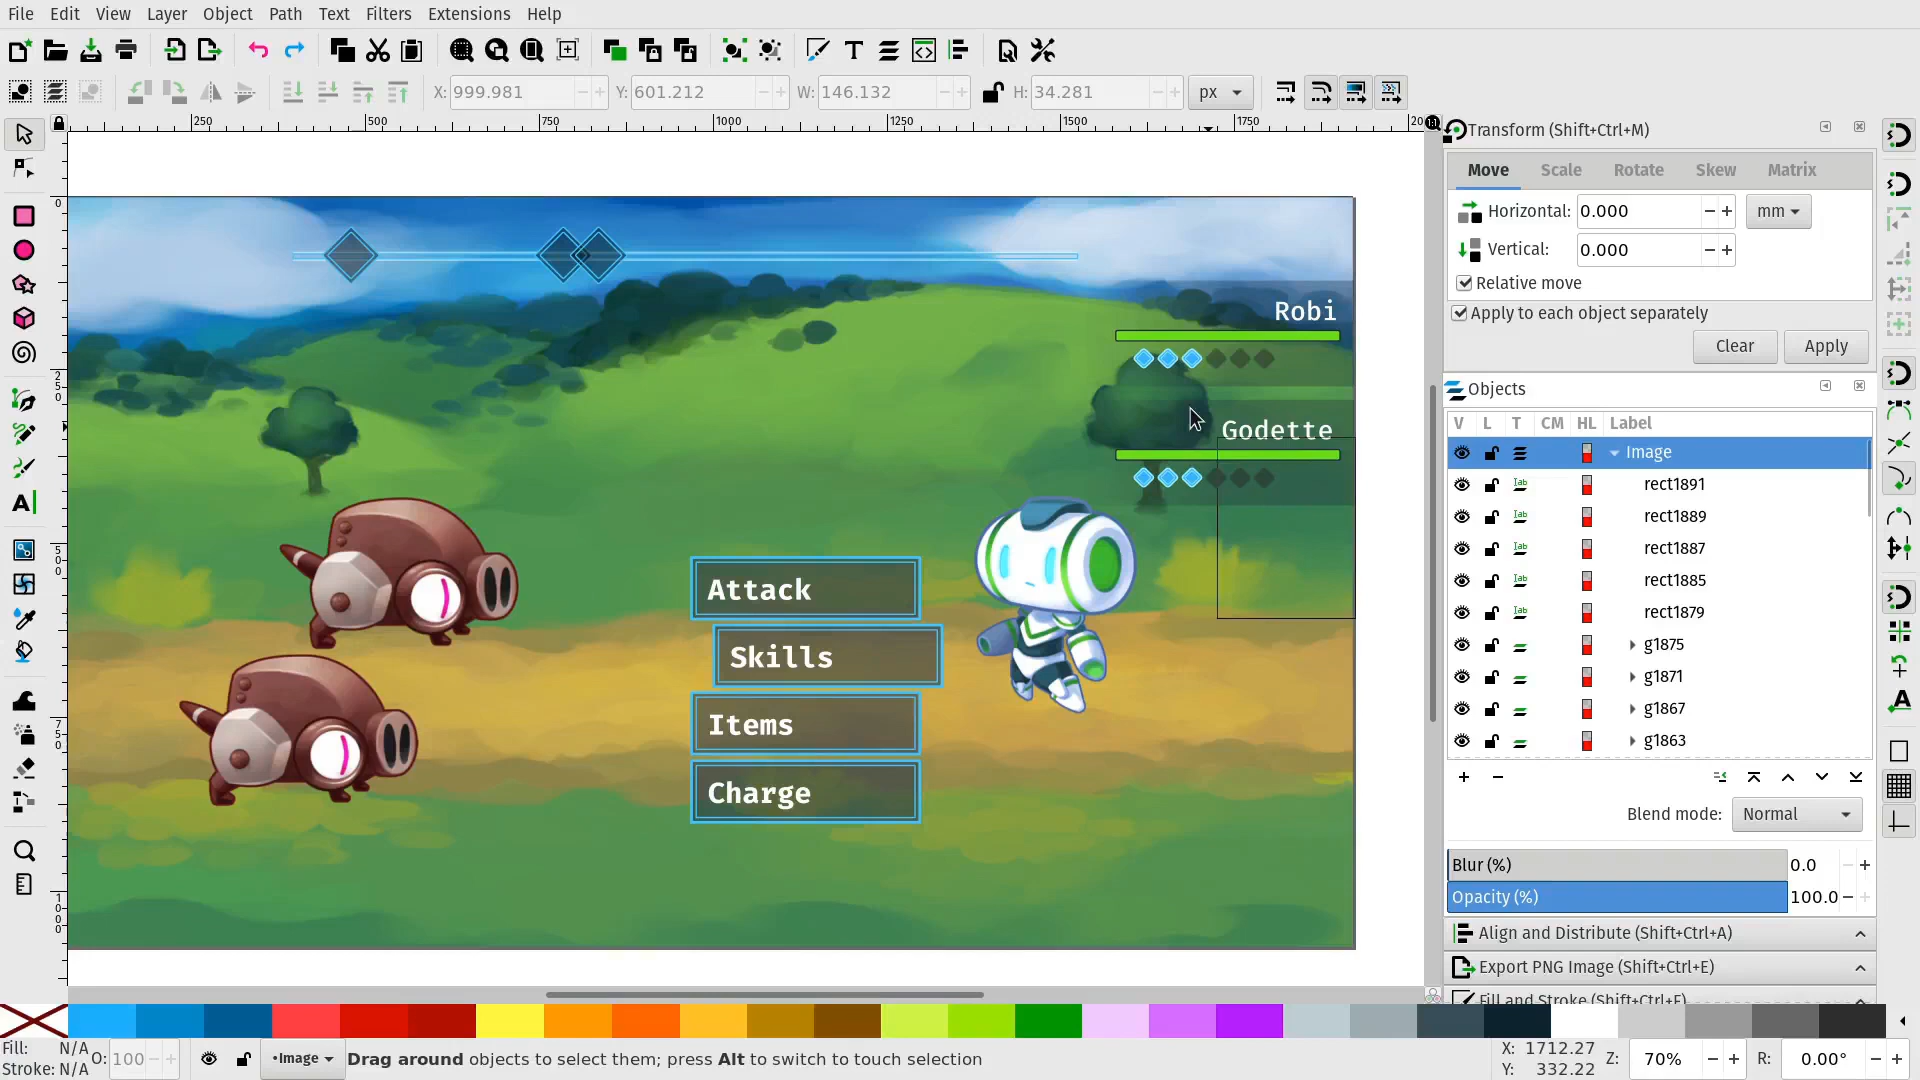 File Edit View Layer Object Path Text Filters Extensions Help
X: 999.981 Y: 601.212 W: 146.132 H: 34.281 px
250 500 750 1000 1250 1500 1750
Transform (Shift+Ctrl+M)
Move Scale Rotate Skew Matrix
Horizontal: 0.000 mm
Vertical: 0.000
Relative move
Apply to each object separately
Clear Apply
Robi
Godette
Attack
Skills
Items
Charge
Objects
V L T CM HL Label
Image
rect1891
rect1889
rect1887
rect1885
rect1879
g1875
g1871
g1867
g1863
Blend mode: Normal
Blur (%) 0.0
Opacity (%) 100.0
Align and Distribute (Shift+Ctrl+A)
Export PNG Image (Shift+Ctrl+E)
Fill and Stroke (Shift+Ctrl+F)
Fill: N/A
Stroke: N/A
O: 100
•Image
Drag around objects to select them; press Alt to switch to touch selection
X: 1712.27
Y: 332.22
Z: 70%
R: 0.00°